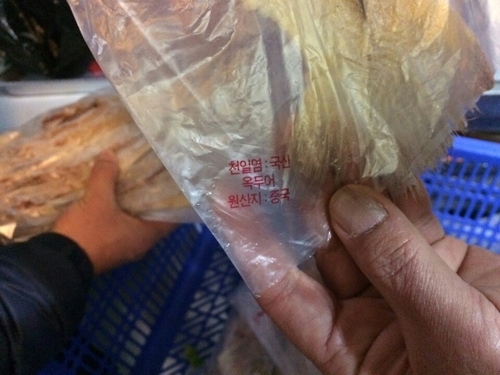 천일염 : 국산
옥두어
원산지 : 중국